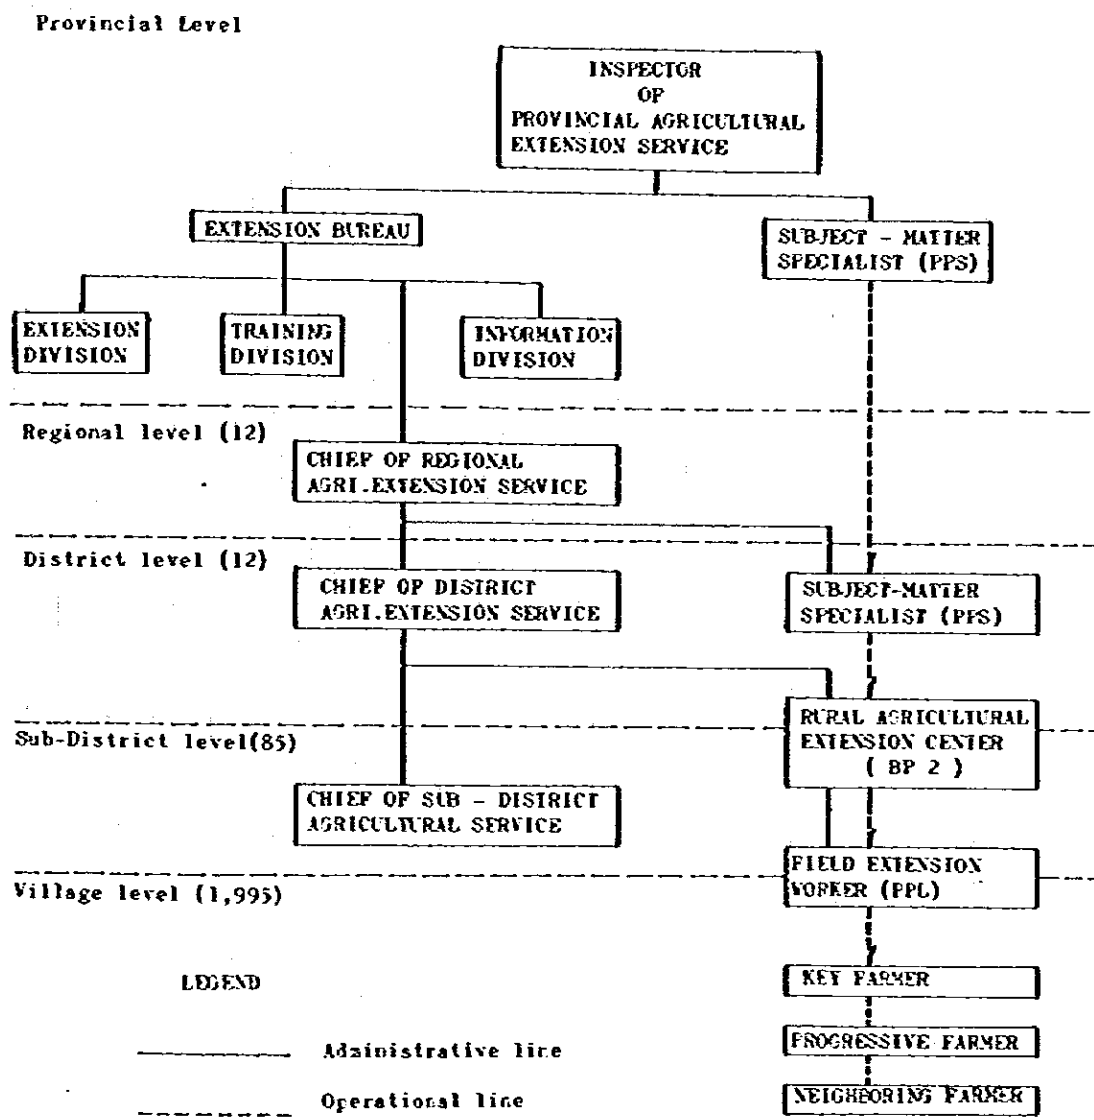 Provincial Level
INSPECTOR
OF
PROVINCIAL AGRICULTURAL
EXTENSION SERVICE
EXTENSION BUREAU
SUBJECT - MATTER
SPECIALIST (PPS)
EXTENSION
DIVISION
TRAINING
DIVISION
INFORMATION
DIVISION
Regional level (12)
CHIEF OF REGIONAL
AGRI.EXTENSION SERVICE
District level (12)
CHIEF OF DISTRICT
AGRI.EXTENSION SERVICE
SUBJECT-MATTER
SPECIALIST (PPS)
RURAL AGRICULTURAL
EXTENSION CENTER
( BP 2 )
Sub-District level(85)
CHIEF OF SUB - DISTRICT
AGRICULTURAL SERVICE
FIELD EXTENSION
WORKER (PPL)
Village level (1,995)
KEY FARMER
PROGRESSIVE FARMER
NEIGHBORING FARMER
LEGEND
Administrative line
Operational line